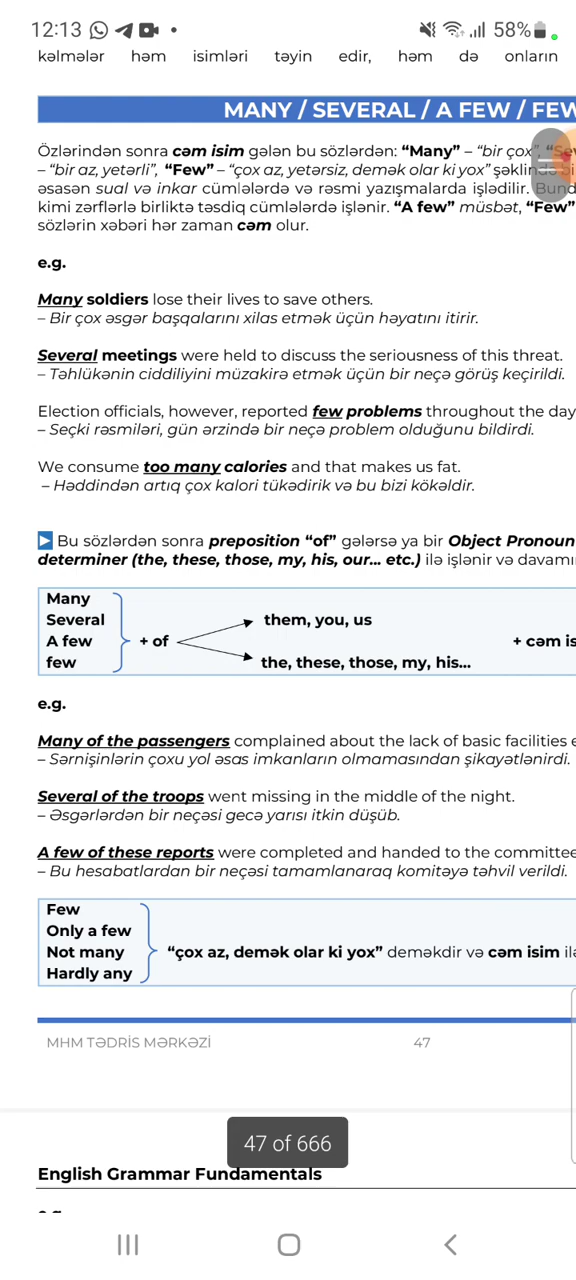 12:13 58%
kəlmələr həm isimləri təyin edir, həm də onların
MANY / SEVERAL / A FEW / FEW
Özlərindən sonra cəm isim gələn bu sözlərdən: “Many” – “bir çox”,
– “bir az, yetərli”, “Few” – “çox az, yetərsiz, demək olar ki yox” şəklində
əsasən sual və inkar cümlələrdə və rəsmi yazışmalarda işlədilir. Bund
kimi zərflərlə birliktə təsdiq cümlələrdə işlənir. “A few” müsbət, “Few”
sözlərin xəbəri hər zaman cəm olur.
e.g.
Many soldiers lose their lives to save others.
– Bir çox əsgər başqalarını xilas etmək üçün həyatını itirir.
Several meetings were held to discuss the seriousness of this threat.
– Təhlükənin ciddiliyini müzakirə etmək üçün bir neçə görüş keçirildi.
Election officials, however, reported few problems throughout the day
– Seçki rəsmiləri, gün ərzində bir neçə problem olduğunu bildirdi.
We consume too many calories and that makes us fat.
– Həddindən artıq çox kalori tükədirik və bu bizi kökəldir.
Bu sözlərdən sonra preposition “of” gələrsə ya bir Object Pronoun
determiner (the, these, those, my, his, our... etc.) ilə işlənir və davamı
Many
Several
A few
few
+ of
them, you, us
the, these, those, my, his...
+ cəm is
e.g.
Many of the passengers complained about the lack of basic facilities
– Sərnişinlərin çoxu yol əsas imkanların olmamasından şikayətlənirdi.
Several of the troops went missing in the middle of the night.
– Əsgərlərdən bir neçəsi gecə yarısı itkin düşüb.
A few of these reports were completed and handed to the committee
– Bu hesabatlardan bir neçəsi tamamlanaraq komitəyə təhvil verildi.
Few
Only a few
Not many
Hardly any
“çox az, demək olar ki yox” deməkdir və cəm isim ilə
MHM TƏDRİS MƏRKƏZİ 47
47 of 666
English Grammar Fundamentals